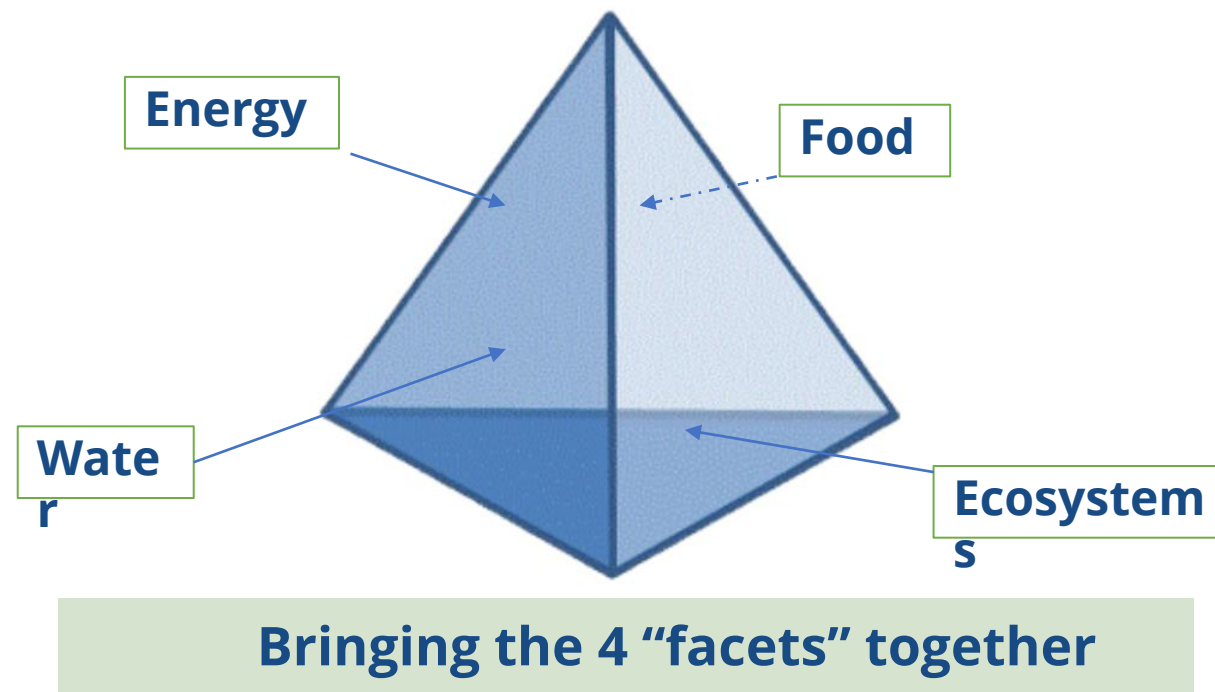 Energy
Food
Wate
r
Ecosystem
s
Bringing the 4 “facets” together